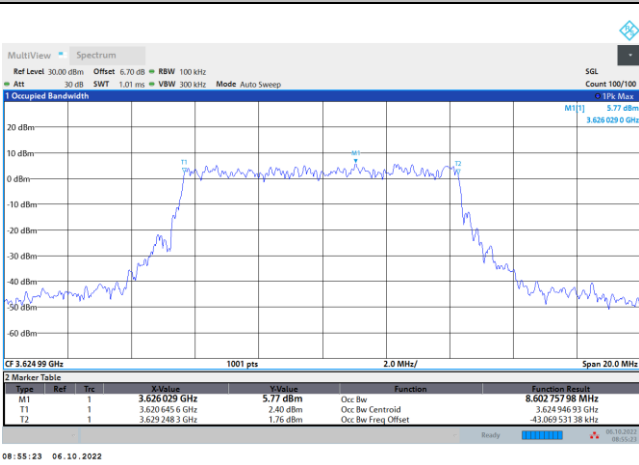 MultiView Spectrum
Ref Level 30.00 dBm Offset 6.70 dB RBW 100 kHz SGL
Att 30 dB SWT 1.01 ms VBW 300 kHz Mode Auto Sweep Count 100/100
1 Occupied Bandwidth 1Pk Max
M1[1] 5.77 dBm
3.626 029 0 GHz
20 dBm
10 dBm
M1
T1 T2
0 dBm
-10 dBm
-20 dBm
-30 dBm
-40 dBm
-50 dBm
-60 dBm
CF 3.624 99 GHz 1001 pts 2.0 MHz/ Span 20.0 MHz
2 Marker Table
Type Ref Trc X-Value Y-Value Function Function Result
M1 1 3.626 029 GHz 5.77 dBm Occ Bw 8.602 757 98 MHz
T1 1 3.620 645 6 GHz 2.40 dBm Occ Bw Centroid 3.624 946 93 GHz
T2 1 3.629 248 3 GHz 1.76 dBm Occ Bw Freq Offset -43.069 531 38 kHz
Ready 06.10.2022
08:55:23
08:55:23 06.10.2022